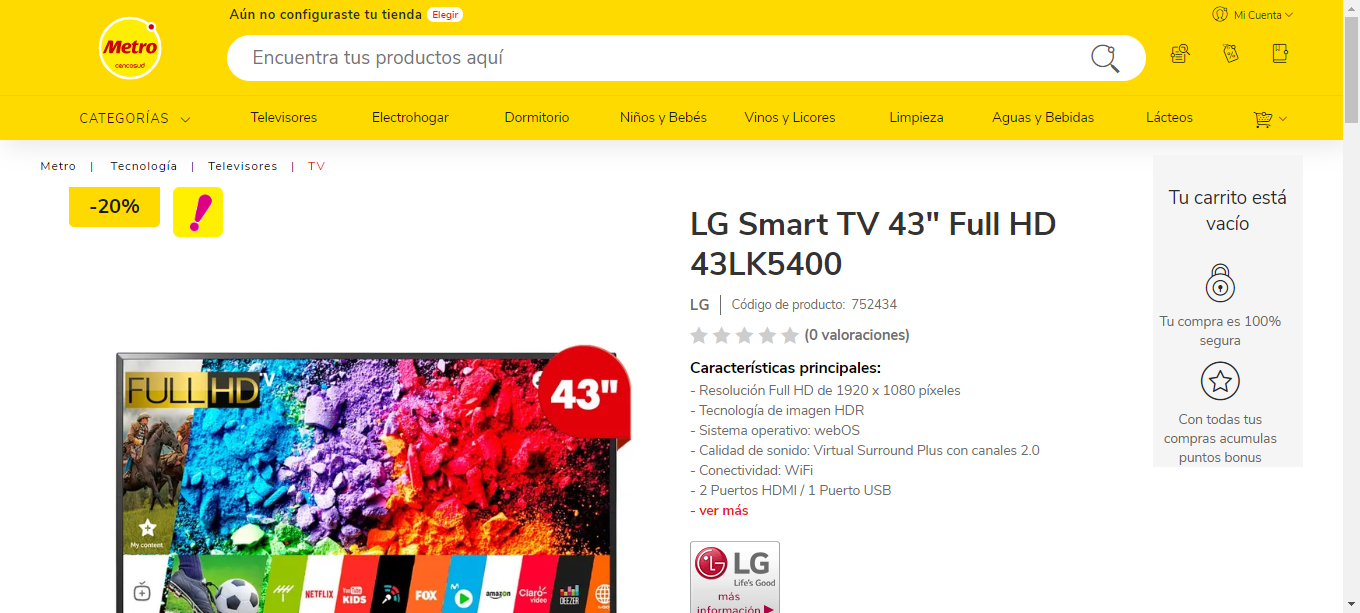 Aún no configuraste tu tienda Elegir
Mi Cuenta
Metro
cencosud
Encuentra tus productos aquí
CATEGORÍAS
Televisores
Electrohogar
Dormitorio
Niños y Bebés
Vinos y Licores
Limpieza
Aguas y Bebidas
Lácteos
Metro | Tecnología | Televisores | TV
-20%
FULL HD TV
43"
My content
NETFLIX
YouTube KIDS
FOX
amazon
Claro video
DEEZER
LG Smart TV 43" Full HD
43LK5400
LG | Código de producto: 752434
(0 valoraciones)
Características principales:
- Resolución Full HD de 1920 x 1080 píxeles
- Tecnología de imagen HDR
- Sistema operativo: webOS
- Calidad de sonido: Virtual Surround Plus con canales 2.0
- Conectividad: WiFi
- 2 Puertos HDMI / 1 Puerto USB
- ver más
LG
Life's Good
más
información
Tu carrito está
vacío
Tu compra es 100%
segura
Con todas tus
compras acumulas
puntos bonus